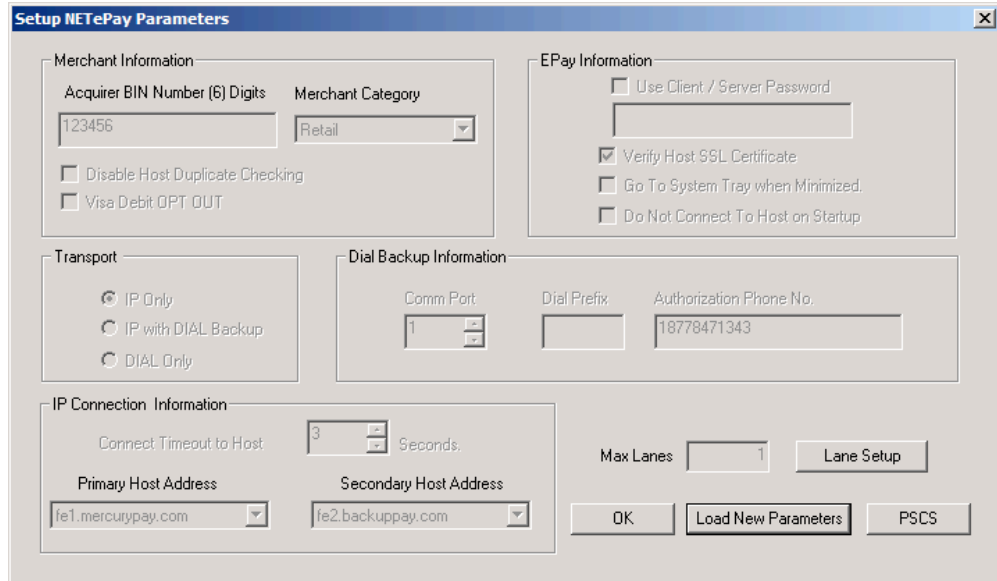 Setup NETePay Parameters
Merchant Information
Acquirer BIN Number (6) Digits
Merchant Category
123456
Retail
Disable Host Duplicate Checking
Visa Debit OPT OUT
EPay Information
Use Client / Server Password
Verify Host SSL Certificate
Go To System Tray when Minimized.
Do Not Connect To Host on Startup
Transport
IP Only
IP with DIAL Backup
DIAL Only
Dial Backup Information
Comm Port
Dial Prefix
Authorization Phone No.
1
18778471343
IP Connection Information
Connect Timeout to Host
3
Seconds.
Primary Host Address
Secondary Host Address
fe1.mercurypay.com
fe2.backuppay.com
Max Lanes
1
Lane Setup
OK
Load New Parameters
PSCS